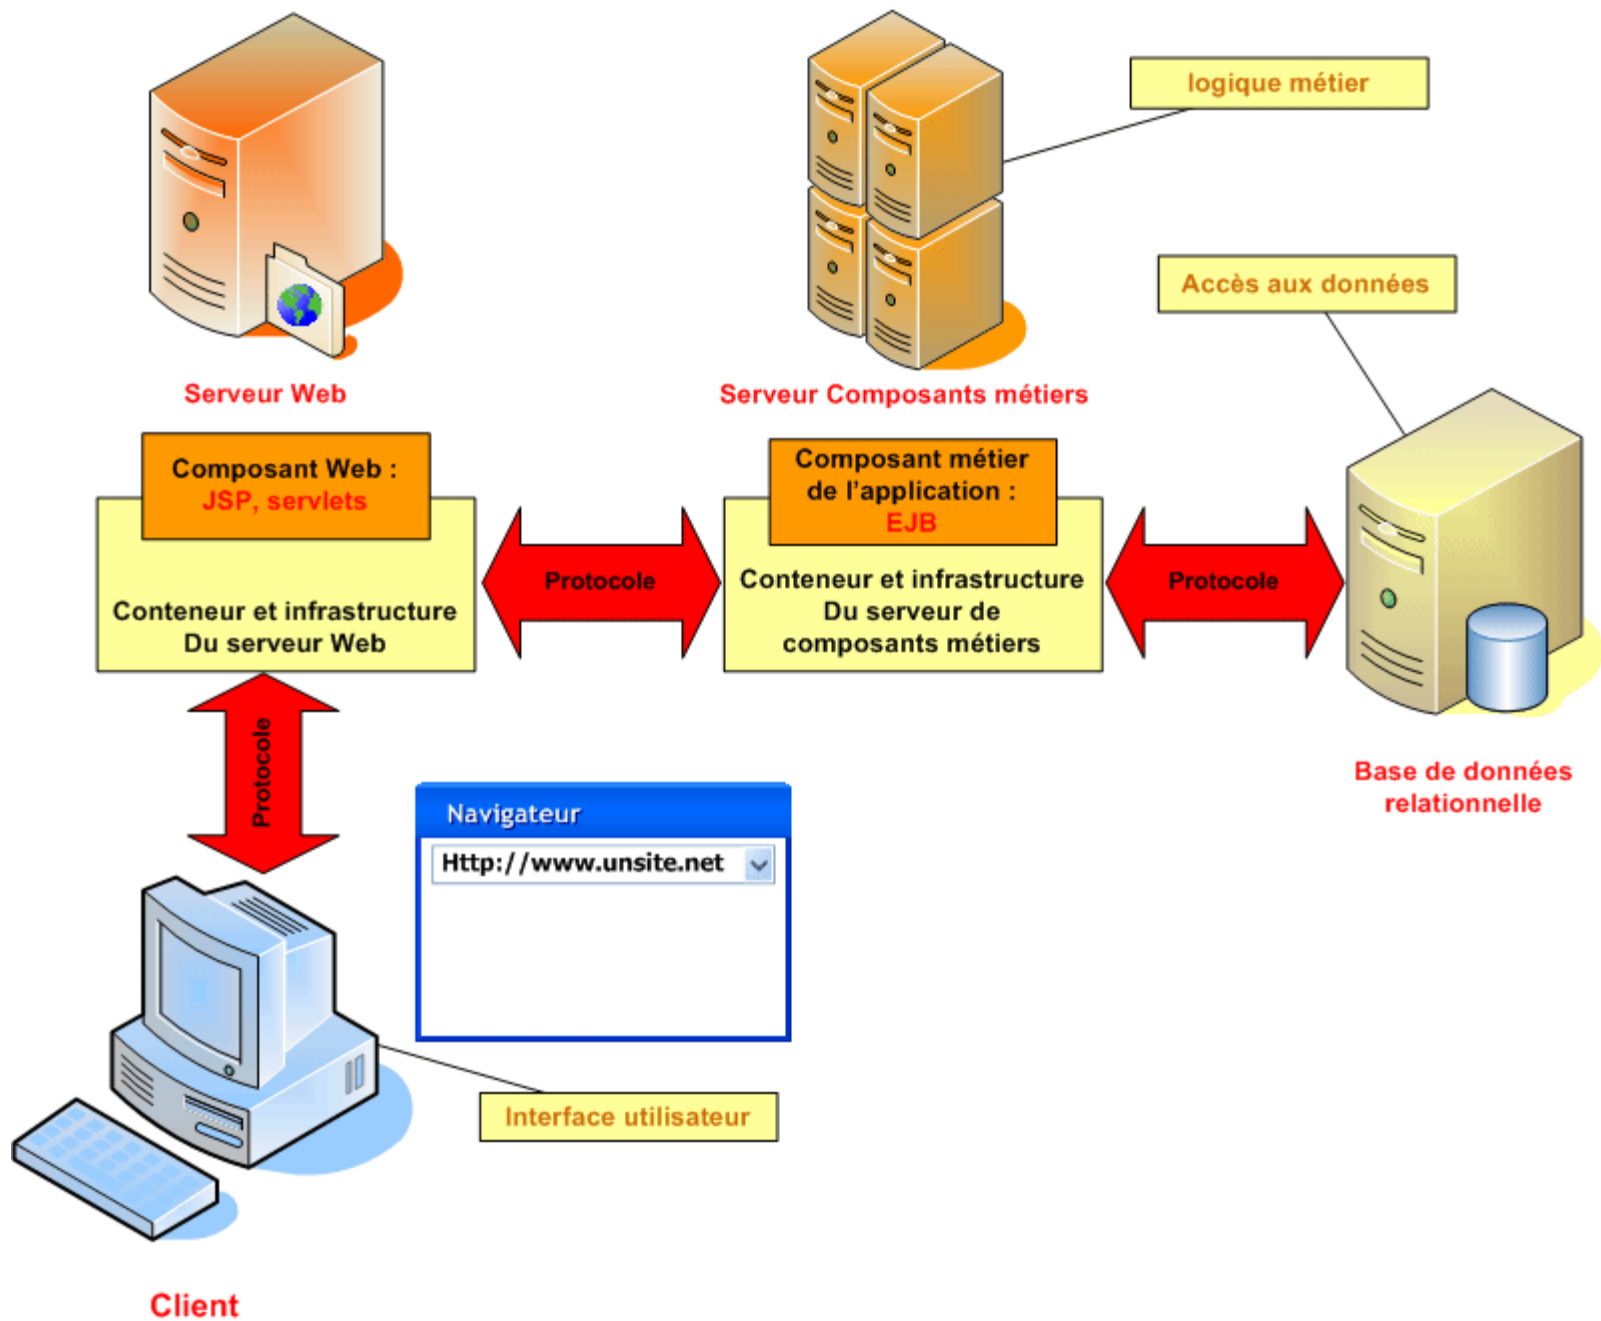 logique métier
Accès aux données
Serveur Web
Serveur Composants métiers
Composant Web :
JSP, servlets
Conteneur et infrastructure
Du serveur Web
Protocole
Composant métier
de l'application :
EJB
Conteneur et infrastructure
Du serveur de
composants métiers
Protocole
Base de données
relationnelle
Protocole
Navigateur
Http://www.unsite.net
Interface utilisateur
Client